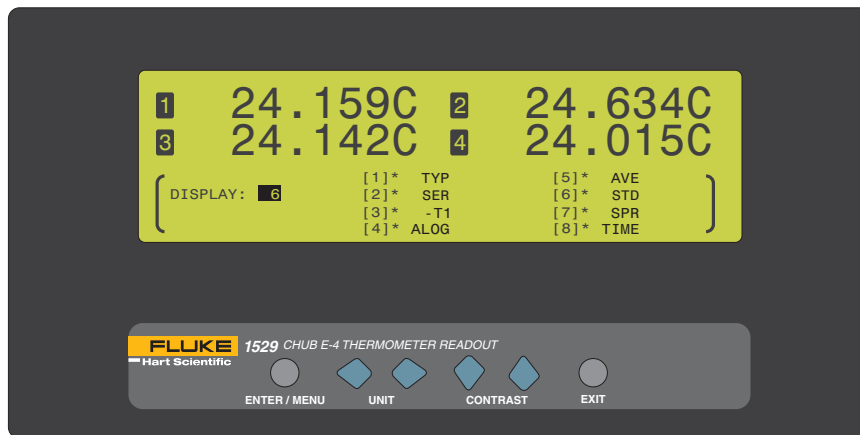 1 24.159C 2 24.634C
3 24.142C 4 24.015C
DISPLAY: 6
[1]* TYP [5]* AVE
[2]* SER [6]* STD
[3]* -T1 [7]* SPR
[4]* ALOG [8]* TIME
FLUKE 1529 CHUB E-4 THERMOMETER READOUT
Hart Scientific
ENTER / MENU UNIT CONTRAST EXIT